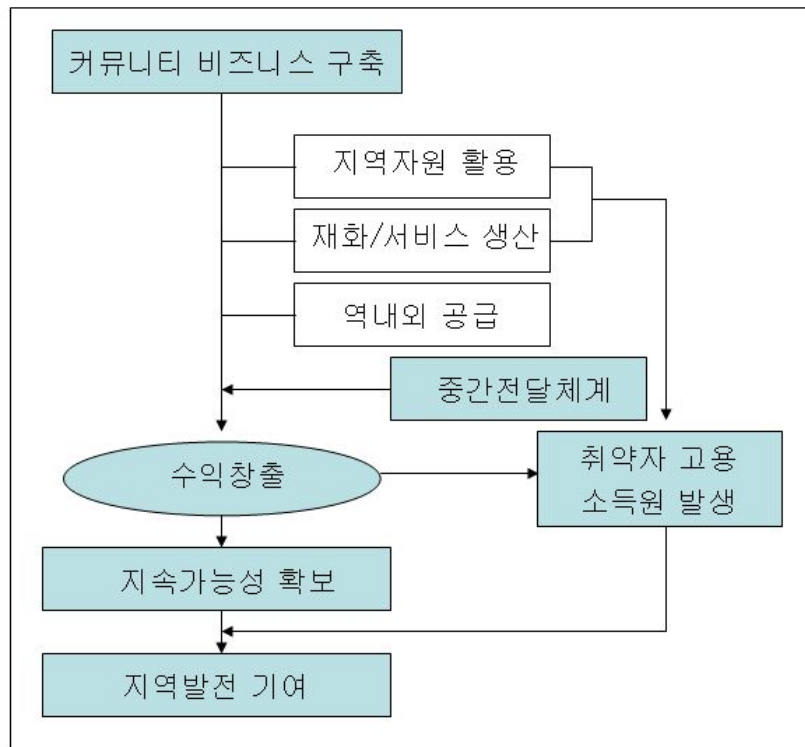 커뮤니티 비즈니스 구축
지역자원 활용
재화/서비스 생산
역내외 공급
중간전달체계
수익창출
취약자 고용
소득원 발생
지속가능성 확보
지역발전 기여